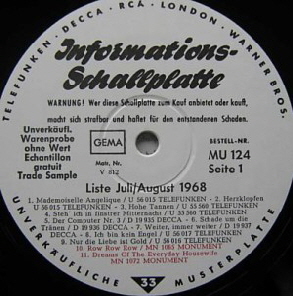 TELEFUNKEN · DECCA · RCA · LONDON · WARNER BROS.
Informations-
Schallplatte
WARNUNG! Wer diese Schallplatte zum Kauf anbietet oder kauft,
macht sich strafbar und haftet für den entstandenen Schaden.
Unverkäufl.
Warenprobe
ohne Wert
Echantillon
gratuit
Trade Sample
GEMA
Matr. Nr.
V 812
BESTELL-NR.
MU 124
Seite 1
Liste Juli/August 1968
1. Mademoiselle Angelique / U 56 015 TELEFUNKEN - 2. Herzklopfen
U 56 015 TELEFUNKEN - 3. Hohe Tannen / U 55 360 TELEFUNKEN
4. Steh ich in finstrer Mitternacht / U 55 360 TELEFUNKEN
5. Der Computer Nr. 3 / D 19 935 DECCA - 6. Schade um die
Tränen / D 19 936 DECCA - 7. Weiter, immer weiter / D 19 937
DECCA - 8. Ich bin kein Engel / U 56 017 TELEFUNKEN
9. Nur die Liebe ist Gold / U 56 016 TELEFUNKEN
10. Row Row Row / MN 1085 MONUMENT
11. Dreams Of The Everyday Housewife
MN 1072 MONUMENT
UNVERKÄUFLICHE 33 MUSTERPLATTE